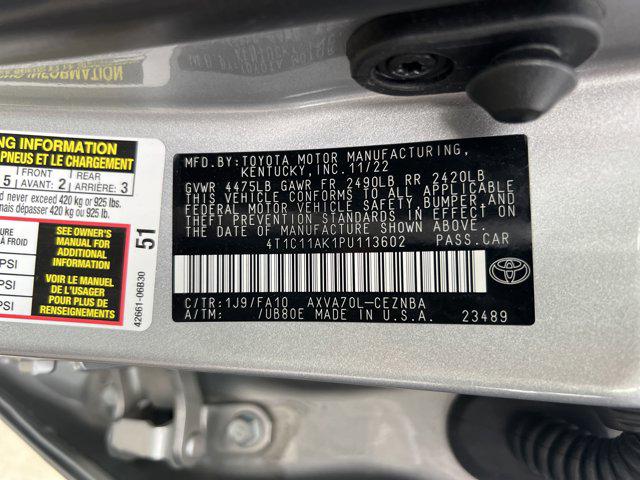 MFD. BY: TOYOTA MOTOR MANUFACTURING,
KENTUCKY, INC. 11/22
GVWR 4475LB GAWR FR 2490LB RR 2420LB
THIS VEHICLE CONFORMS TO ALL APPLICABLE
FEDERAL MOTOR VEHICLE SAFETY, BUMPER, AND
THEFT PREVENTION STANDARDS IN EFFECT ON
THE DATE OF MANUFACTURE SHOWN ABOVE.
4T1C11AK1PU113602 PASS. CAR
C/TR: 1J9/FA10 AXVA70L-CEZNBA
A/TM: /UB80E MADE IN U.S.A. 23489
INFORMATION
PNEUS ET LE CHARGEMENT
5 FRONT 2 REAR 3
AVANT: ARRIÈRE:
d never exceed 420 kg or 925 lbs.
mais dépasser 420 kg ou 925 lb.
À FROID
SEE OWNER'S
MANUAL FOR
ADDITIONAL
INFORMATION
VOIR LE MANUEL
DE L'USAGER
POUR PLUS DE
RENSEIGNEMENTS
PSI
PSI
PSI
51
42661-06B30